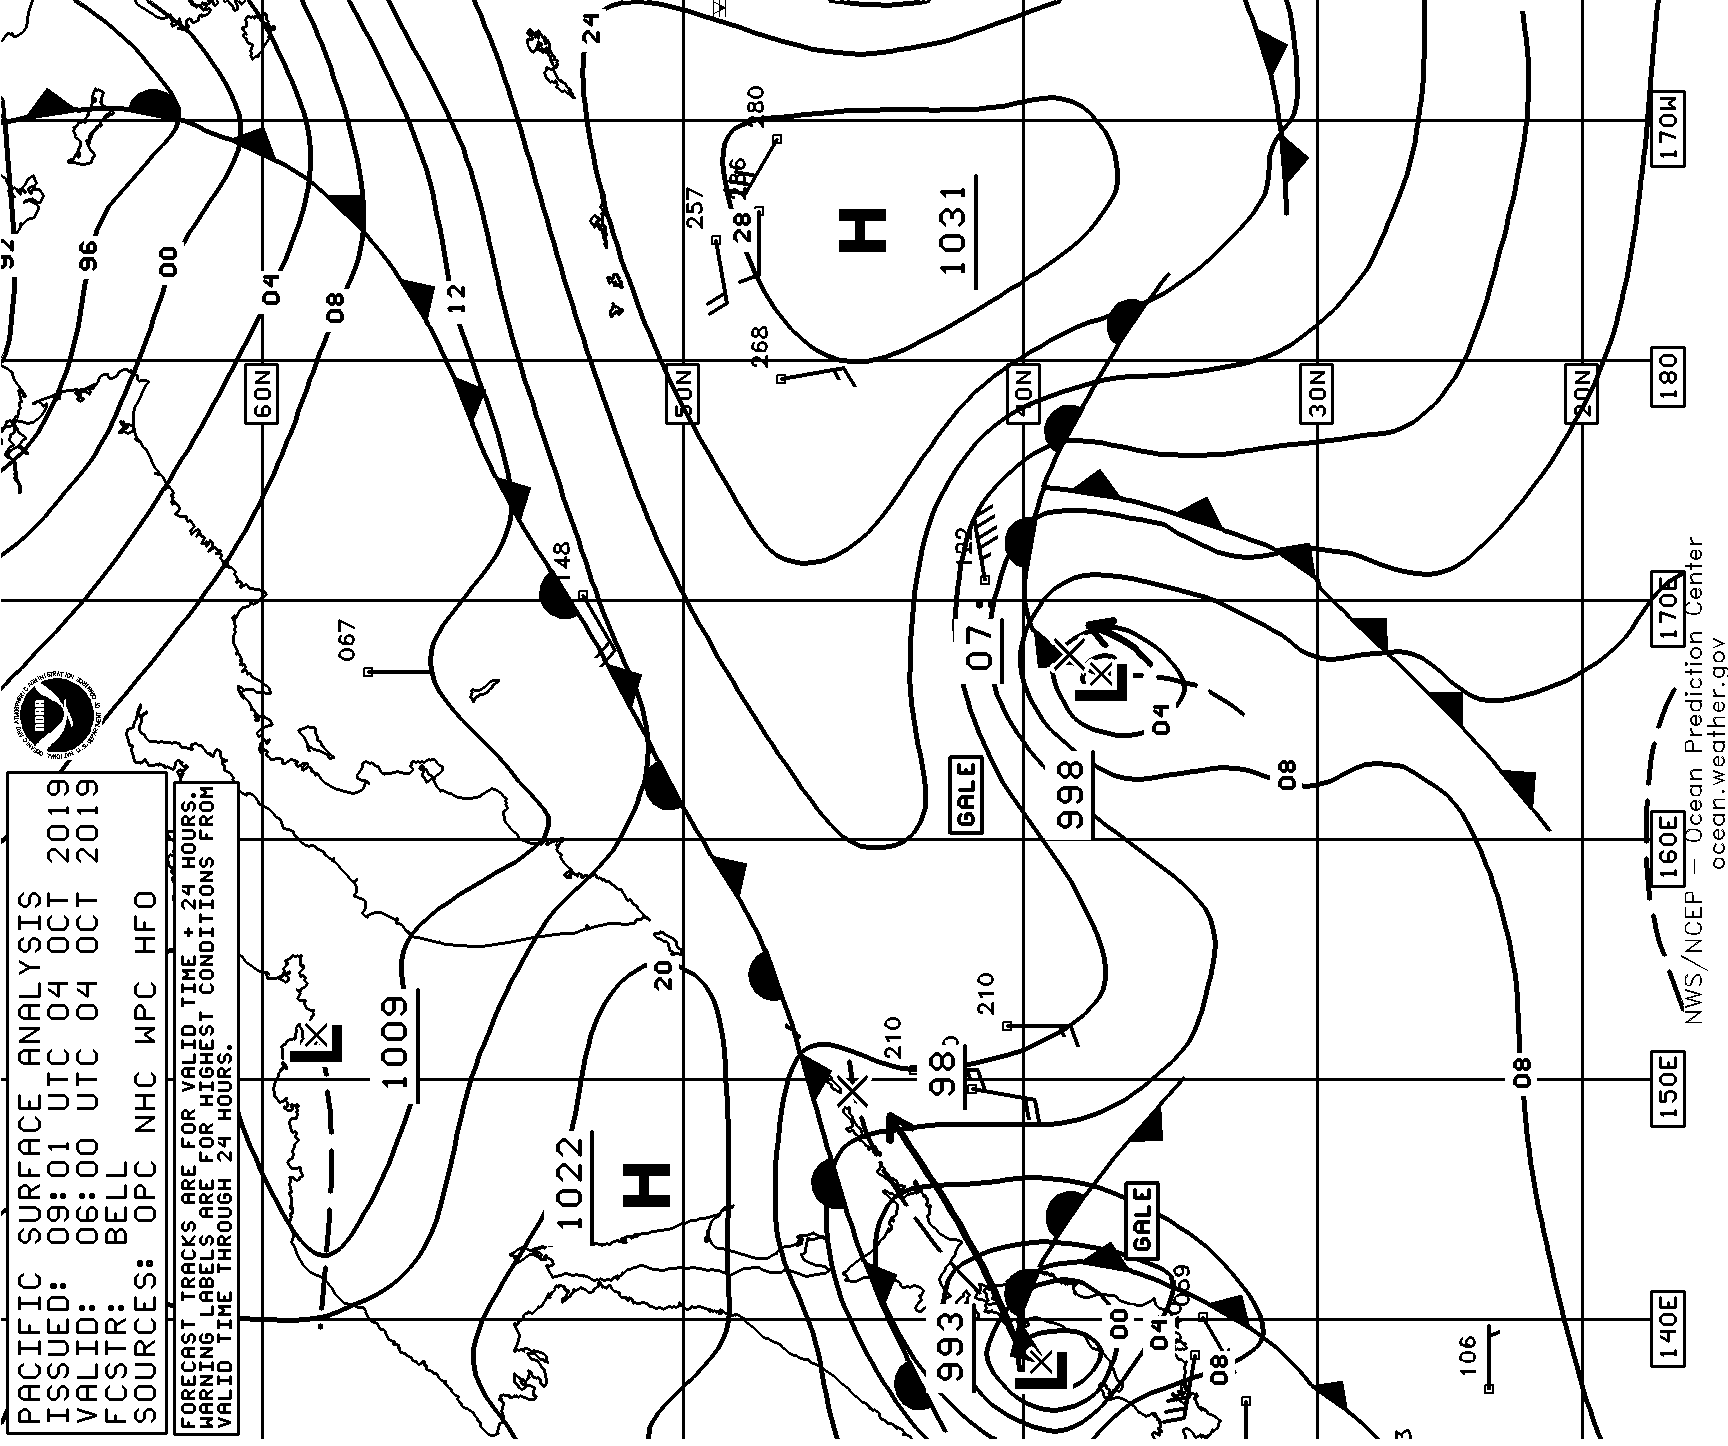 PACIFIC SURFACE ANALYSIS
ISSUED: 09:01 UTC 04 OCT 2019
VALID: 06:00 UTC 04 OCT 2019
FCSTR: BELL
SOURCES: OPC NHC WPC HFO
FORECAST TRACKS ARE FOR VALID TIME + 24 HOURS.
WARNING LABELS ARE FOR HIGHEST CONDITIONS FROM
VALID TIME THROUGH 24 HOURS.
96
00
04
08
12
24
280
257
28
268
H
1031
60N
50N
40N
30N
20N
170W
180
170E
160E
150E
140E
148
067
07
L
04
998
GALE
08
L
1009
20
210
210
98
1022
H
08
GALE
993
L
00
04
08
059
106
NWS/NCEP – Ocean Prediction Center
ocean.weather.gov